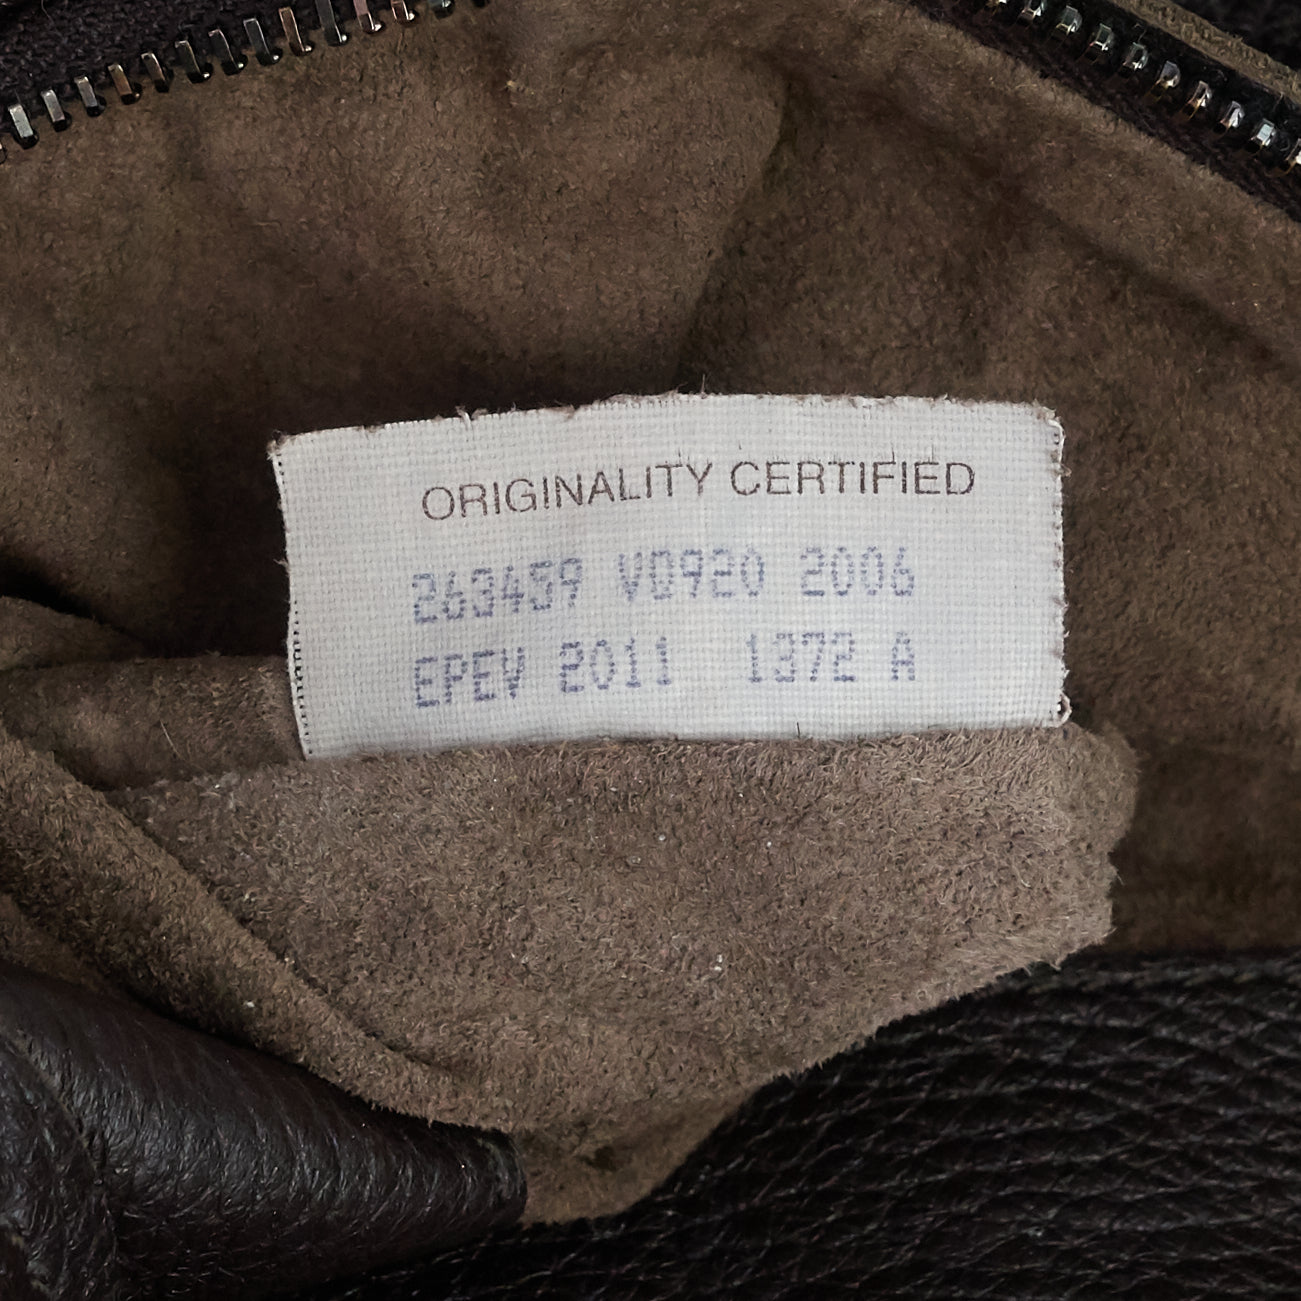 ORIGINALITY CERTIFIED
263459 V0920 2006
EPEV 2011 1372 A